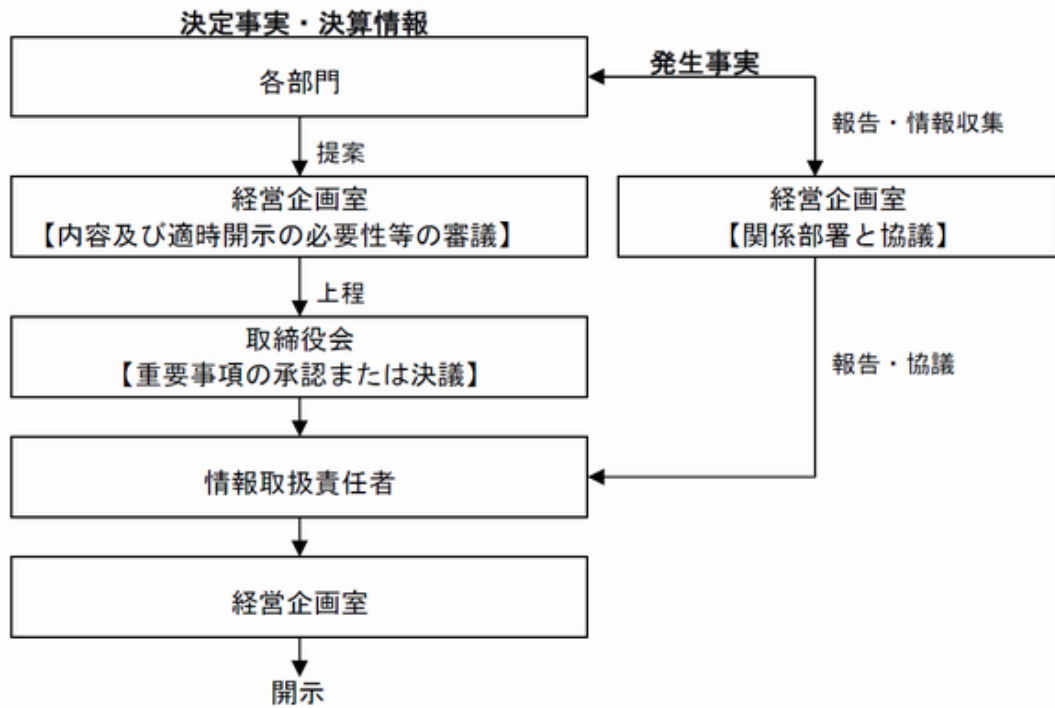 決定事実・決算情報
各部門
発生事実
報告・情報収集
提案
経営企画室
【内容及び適時開示の必要性等の審議】
経営企画室
【関係部署と協議】
上程
取締役会
【重要事項の承認または決議】
報告・協議
情報取扱責任者
経営企画室
開示